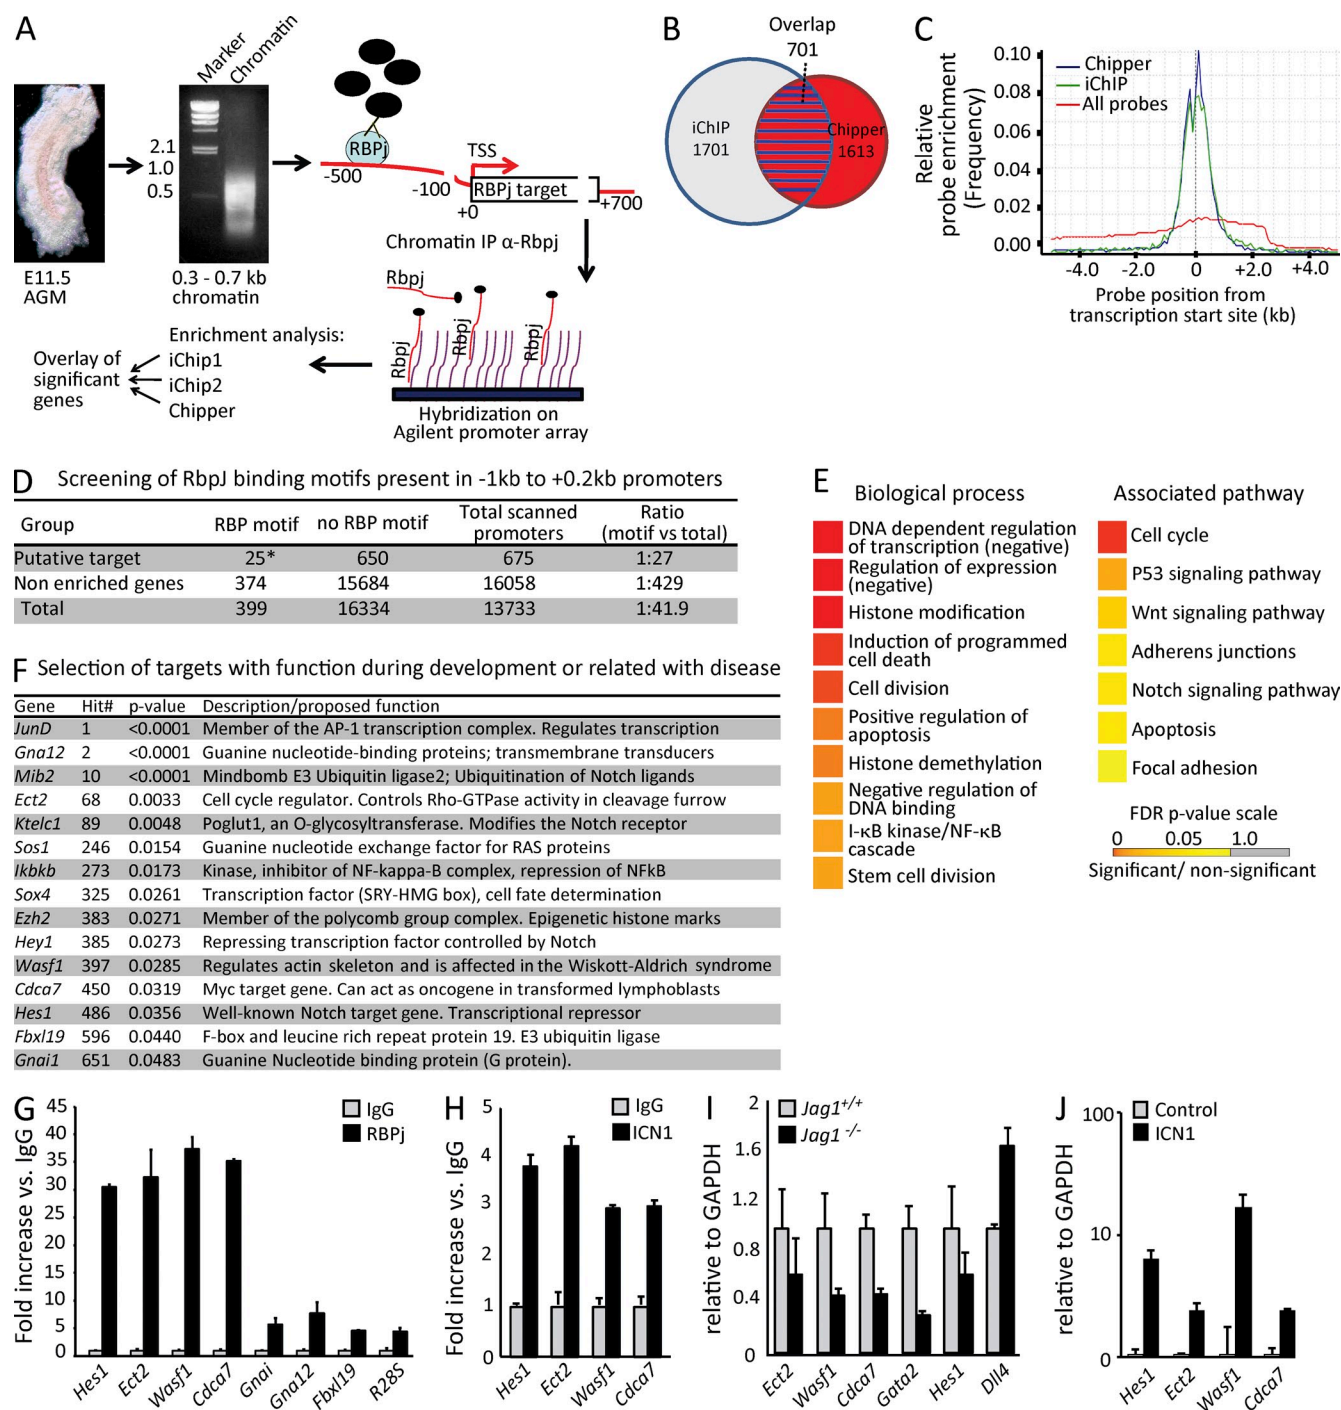 A
Marker
Chromatin
2.1
1.0
0.5
E11.5
AGM
0.3 - 0.7 kb
chromatin
RBPj
-500
-100
TSS
RBPj target
+0
+700
Chromatin IP α-Rbpj
Rbpj
Rbpj
Rbpj
Rbpj
Hybridization on
Agilent promoter array
Enrichment analysis:
iChip1
iChip2
Chipper
Overlay of
significant
genes
B
Overlap
701
iChIP
1701
Chipper
1613
C
Relative
probe enrichment
(Frequency)
0.10
0.08
0.06
0.04
0.02
0.00
Chipper
iChIP
All probes
-4.0 -2.0 0 +2.0 +4.0
Probe position from
transcription start site (kb)
D Screening of RbpJ binding motifs present in -1kb to +0.2kb promoters
Group RBP motif no RBP motif Total scanned promoters Ratio (motif vs total)
Putative target 25* 650 675 1:27
Non enriched genes 374 15684 16058 1:429
Total 399 16334 13733 1:41.9
E
Biological process
DNA dependent regulation
of transcription (negative)
Regulation of expression
(negative)
Histone modification
Induction of programmed
cell death
Cell division
Positive regulation of
apoptosis
Histone demethylation
Negative regulation of
DNA binding
I-κB kinase/NF-κB
cascade
Stem cell division
Associated pathway
Cell cycle
P53 signaling pathway
Wnt signaling pathway
Adherens junctions
Notch signaling pathway
Apoptosis
Focal adhesion
FDR p-value scale
0 0.05 1.0
Significant/ non-significant
F Selection of targets with function during development or related with disease
Gene Hit# p-value Description/proposed function
JunD 1 <0.0001 Member of the AP-1 transcription complex. Regulates transcription
Gna12 2 <0.0001 Guanine nucleotide-binding proteins; transmembrane transducers
Mib2 10 <0.0001 Mindbomb E3 Ubiquitin ligase2; Ubiquitination of Notch ligands
Ect2 68 0.0033 Cell cycle regulator. Controls Rho-GTPase activity in cleavage furrow
Ktelc1 89 0.0048 Poglut1, an O-glycosyltransferase. Modifies the Notch receptor
Sos1 246 0.0154 Guanine nucleotide exchange factor for RAS proteins
Ikbkb 273 0.0173 Kinase, inhibitor of NF-kappa-B complex, repression of NFkB
Sox4 325 0.0261 Transcription factor (SRY-HMG box), cell fate determination
Ezh2 383 0.0271 Member of the polycomb group complex. Epigenetic histone marks
Hey1 385 0.0273 Repressing transcription factor controlled by Notch
Wasf1 397 0.0285 Regulates actin skeleton and is affected in the Wiskott-Aldrich syndrome
Cdca7 450 0.0319 Myc target gene. Can act as oncogene in transformed lymphoblasts
Hes1 486 0.0356 Well-known Notch target gene. Transcriptional repressor
Fbxl19 596 0.0440 F-box and leucine rich repeat protein 19. E3 ubiquitin ligase
Gnai1 651 0.0483 Guanine Nucleotide binding protein (G protein).
G
Fold increase vs. IgG
45
40
35
30
25
20
15
10
5
0
IgG
RBPj
Hes1 Ect2 Wasf1 Cdca7 Gnai Gna12 Fbxl19 R28S
H
Fold increase vs. IgG
5
4
3
2
1
0
IgG
ICN1
Hes1 Ect2 Wasf1 Cdca7
I
relative to GAPDH
2
1.6
1.2
0.8
0.4
0
Jag1+/+
Jag1 -/-
Ect2 Wasf1 Cdca7 Gata2 Hes1 Dll4
J
relative to GAPDH
100
10
0
Control
ICN1
Hes1 Ect2 Wasf1 Cdca7